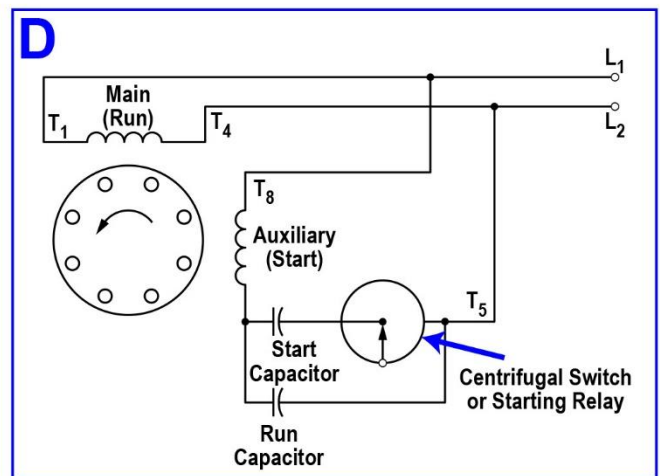 D
L1
Main
(Run)
T1
T4
L2
T8
Auxiliary
(Start)
T5
Start
Capacitor
Centrifugal Switch
or Starting Relay
Run
Capacitor